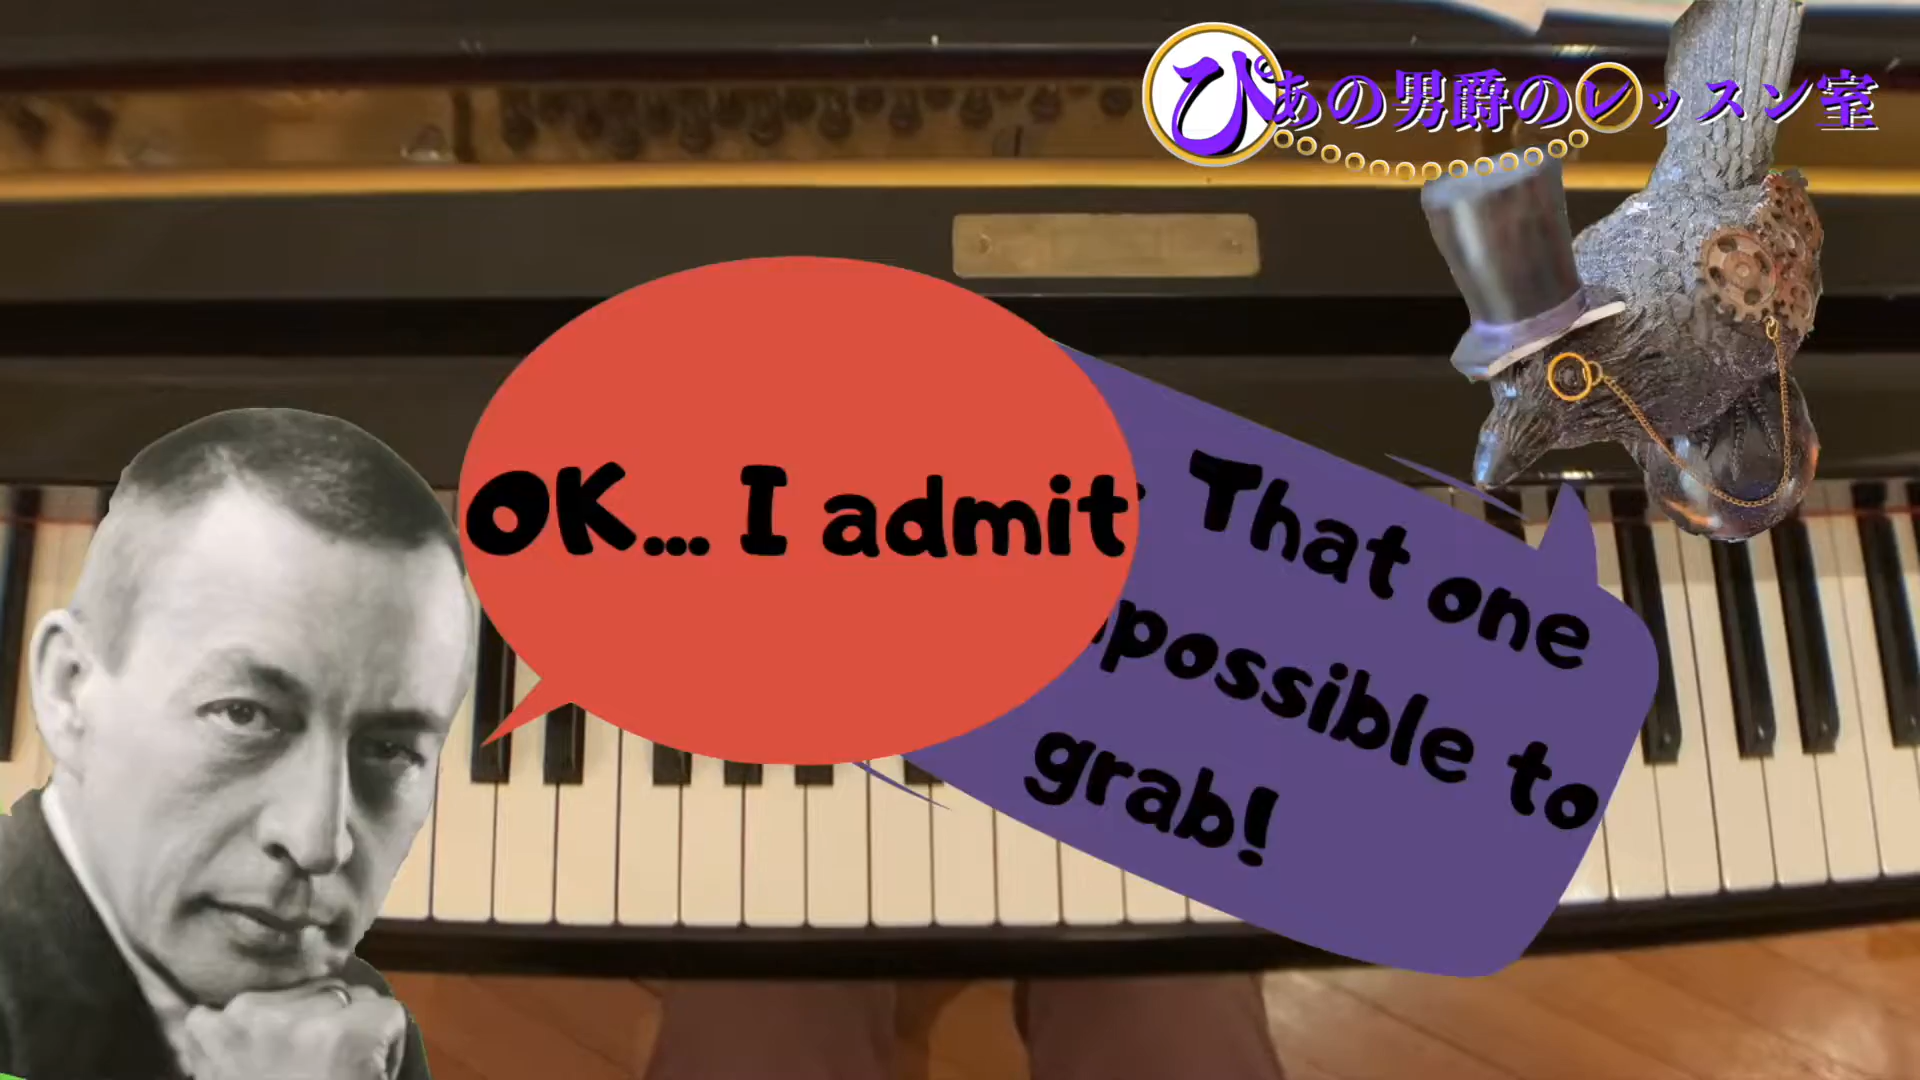 ぴあの男爵のレッスン室
OK... I admit
That one
possible to
grab!